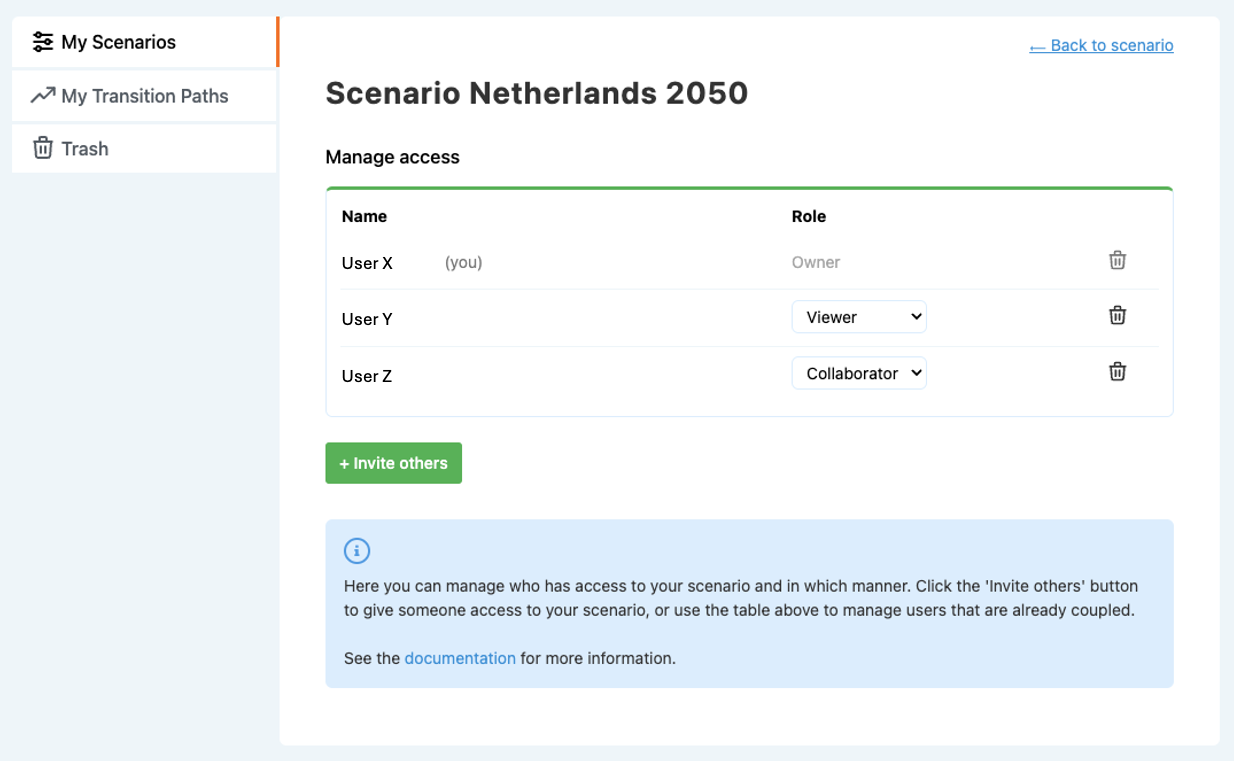 My Scenarios
My Transition Paths
Trash
← Back to scenario
Scenario Netherlands 2050
Manage access
Name Role
User X (you) Owner
User Y Viewer
User Z Collaborator
+ Invite others
Here you can manage who has access to your scenario and in which manner. Click the 'Invite others' button
to give someone access to your scenario, or use the table above to manage users that are already coupled.
See the documentation for more information.